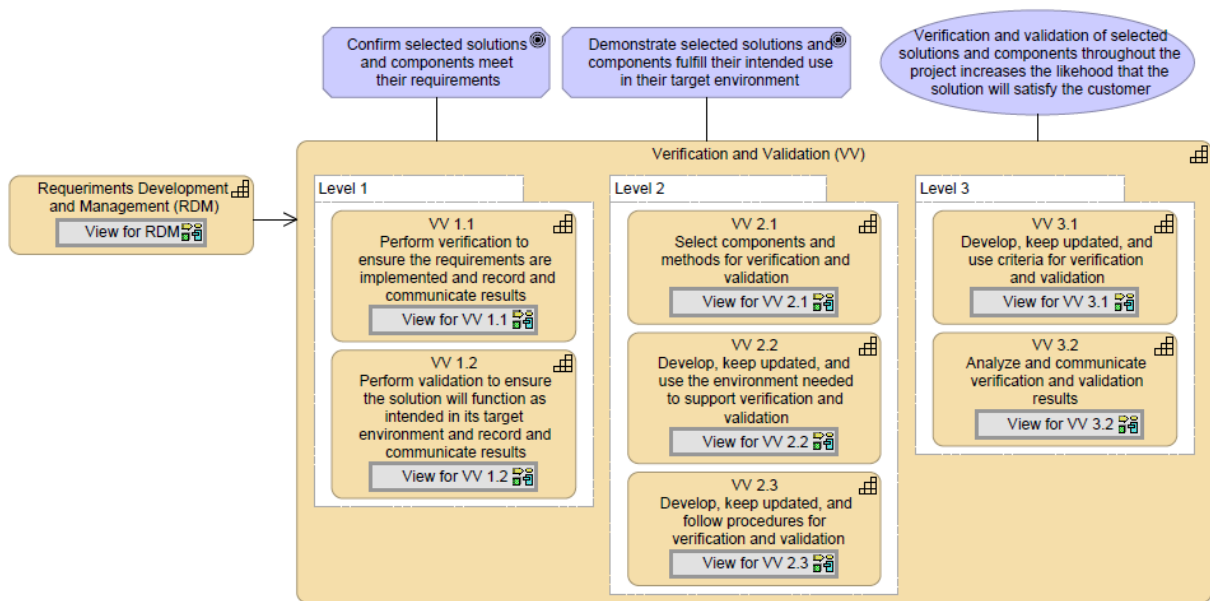 Confirm selected solutions
and components meet
their requirements
Demonstrate selected solutions and
components fulfill their intended use
in their target environment
Verification and validation of selected
solutions and components throughout the
project increases the likehood that the
solution will satisfy the customer
Requeriments Development
and Management (RDM)
View for RDM
Verification and Validation (VV)
Level 1
VV 1.1
Perform verification to
ensure the requirements are
implemented and record and
communicate results
View for VV 1.1
VV 1.2
Perform validation to ensure
the solution will function as
intended in its target
environment and record and
communicate results
View for VV 1.2
Level 2
VV 2.1
Select components and
methods for verification and
validation
View for VV 2.1
VV 2.2
Develop, keep updated, and
use the environment needed
to support verification and
validation
View for VV 2.2
VV 2.3
Develop, keep updated, and
follow procedures for
verification and validation
View for VV 2.3
Level 3
VV 3.1
Develop, keep updated, and
use criteria for verification
and validation
View for VV 3.1
VV 3.2
Analyze and communicate
verification and validation
results
View for VV 3.2